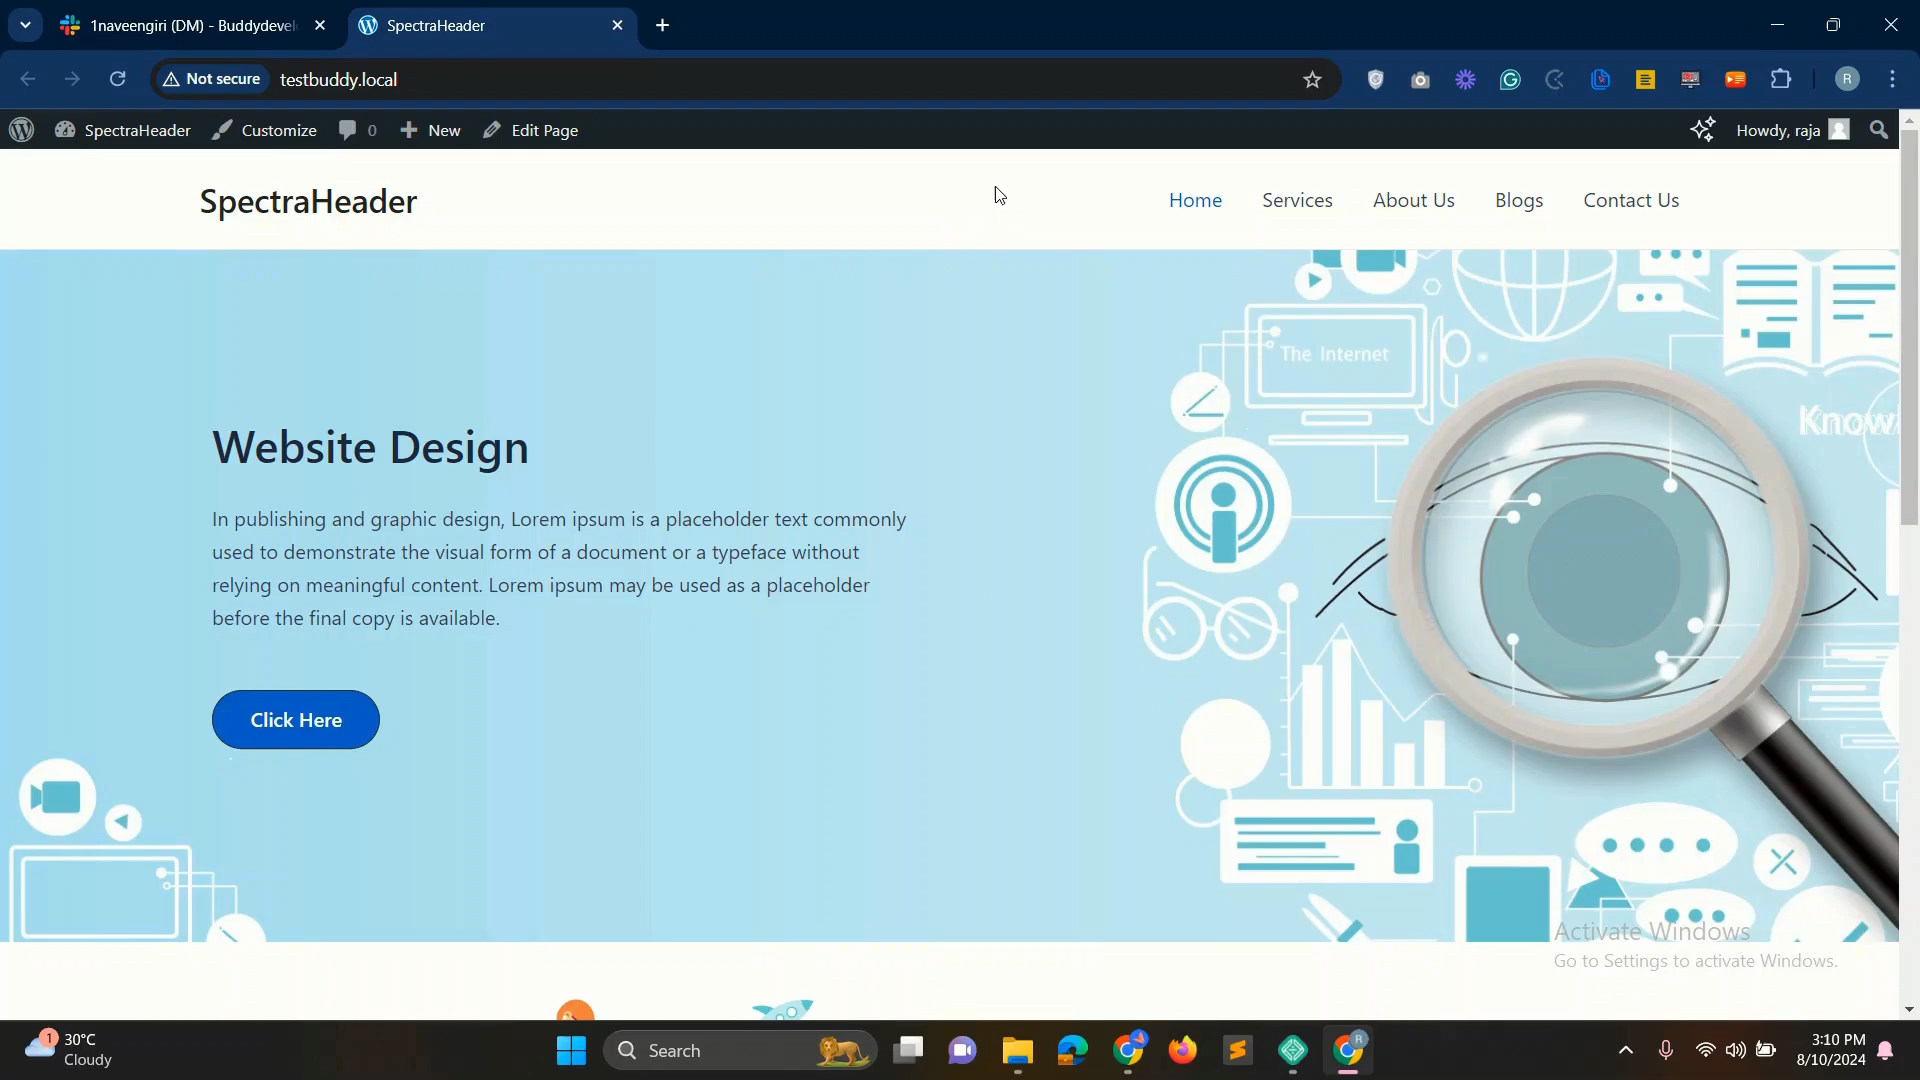 1naveengiri (DM) - Buddydevel
SpectraHeader
Not secure
testbuddy.local
R
SpectraHeader
Customize
0
New
Edit Page
Howdy, raja
SpectraHeader
Home
Services
About Us
Blogs
Contact Us
The Internet
Know
Website Design
In publishing and graphic design, Lorem ipsum is a placeholder text commonly
used to demonstrate the visual form of a document or a typeface without
relying on meaningful content. Lorem ipsum may be used as a placeholder
before the final copy is available.
Click Here
Activate Windows
Go to Settings to activate Windows.
1
30°C
Cloudy
Search
R
3:10 PM
8/10/2024